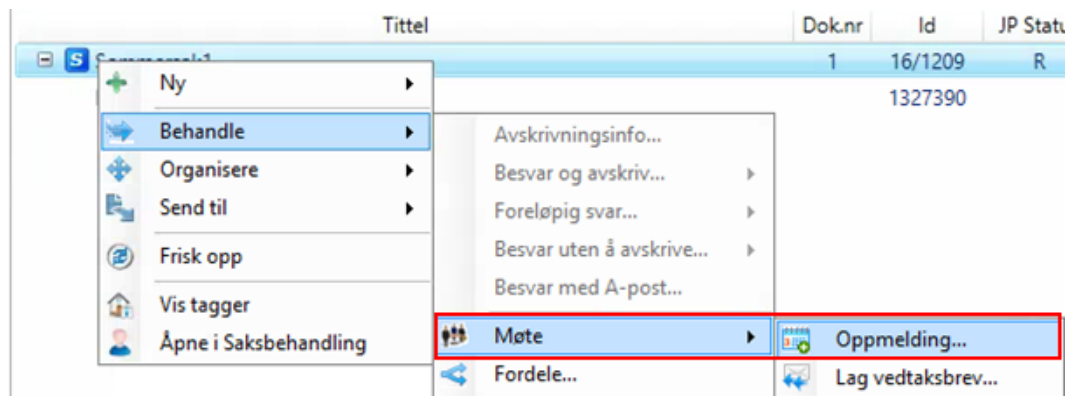 Tittel Dok.nr Id JP Statu
1 16/1209 R
Ny 1327390
Behandle Avskrivningsinfo...
Organisere Besvar og avskriv...
Send til Foreløpig svar...
Frisk opp Besvar uten å avskrive...
Vis tagger Besvar med A-post...
Åpne i Saksbehandling Møte Oppmelding...
Fordele... Lag vedtaksbrev...